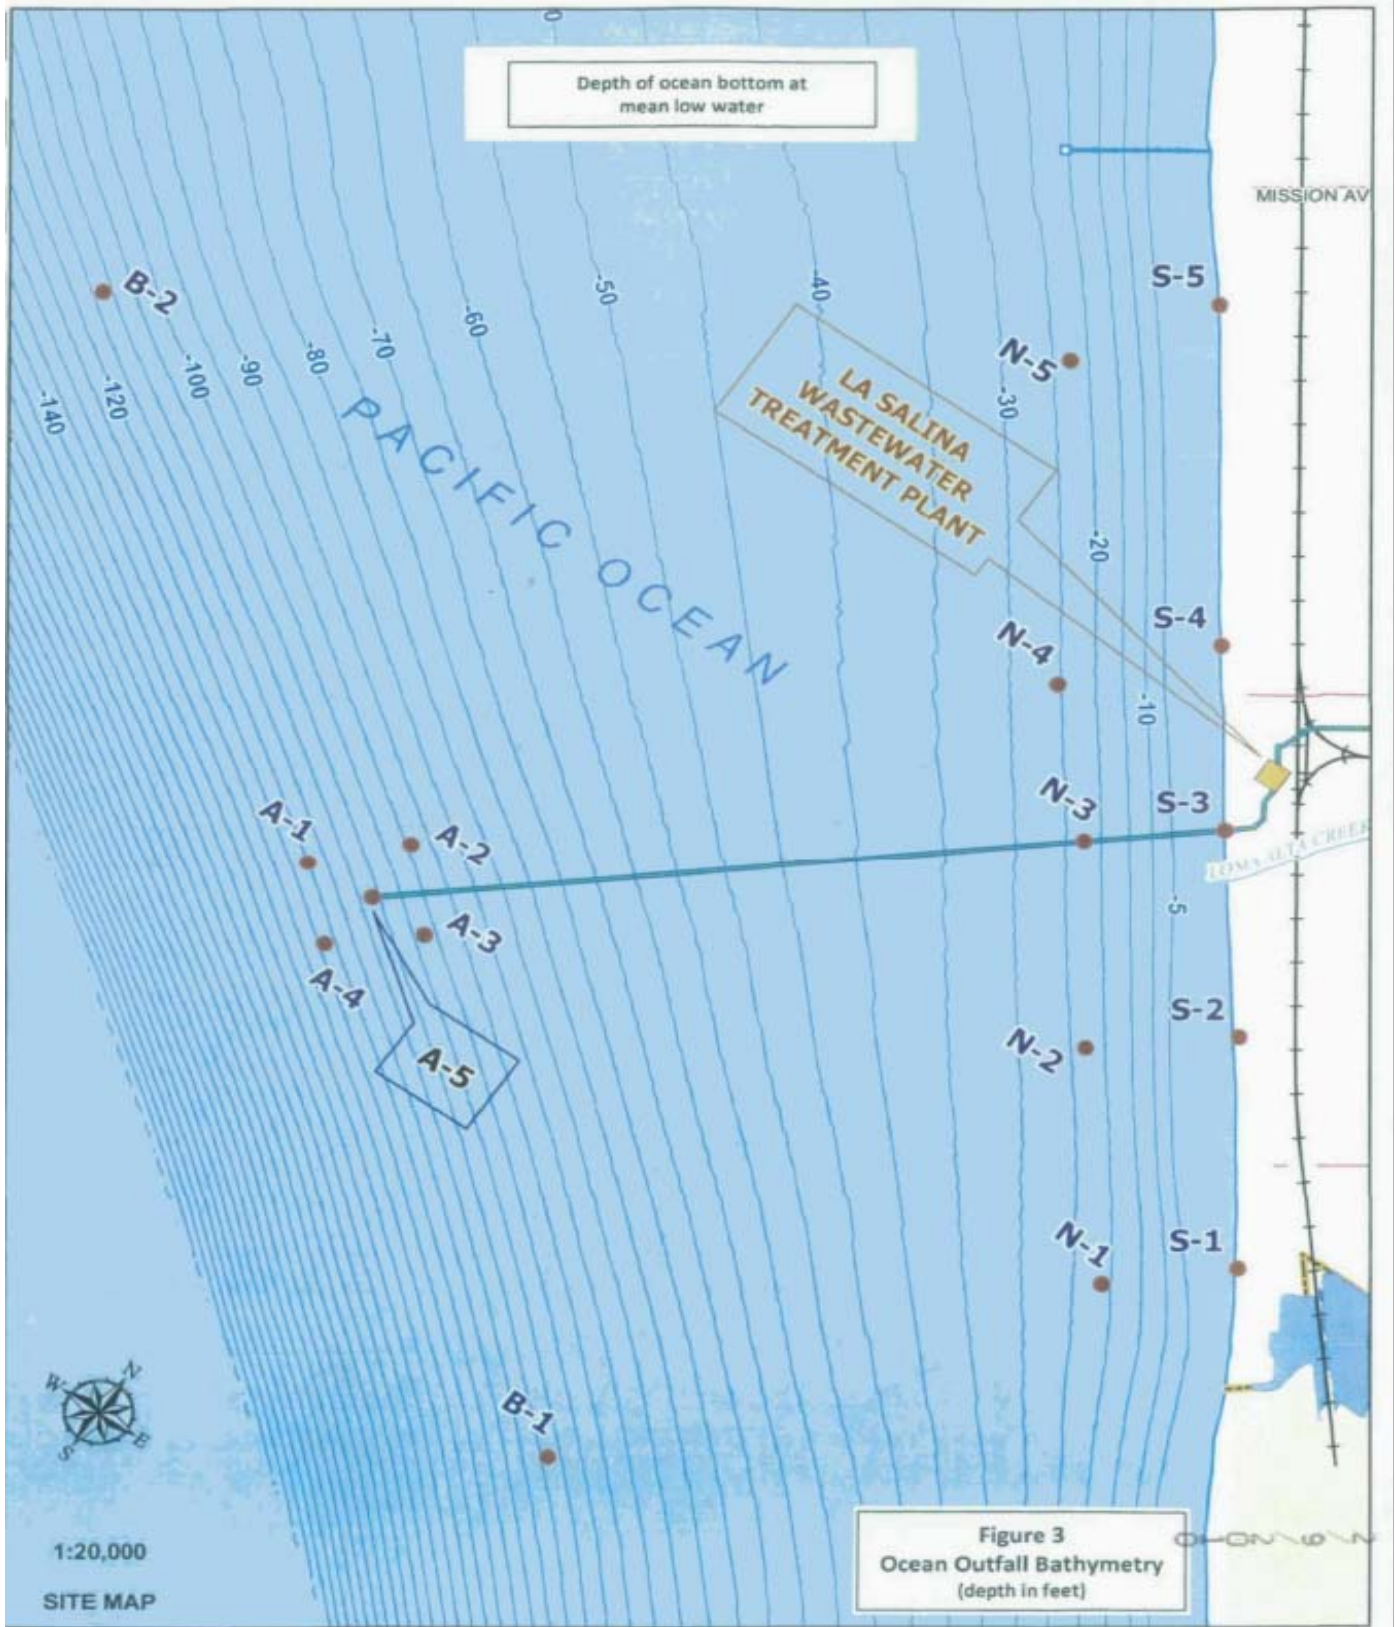 Depth of ocean bottom at
mean low water
MISSION AV
S-5
B-2
-50
-40
-60
N-5
-70
-80
-90
-100
-120
-140
-30
LA SALINA
WASTEWATER
TREATMENT PLANT
PACIFIC OCEAN
-20
S-4
N-4
-10
N-3
S-3
A-1
A-2
LOMA ALTA CREEK
-5
A-3
A-4
S-2
N-2
A-5
N-1
S-1
N
W
E
S
B-1
1:20,000
SITE MAP
Figure 3
Ocean Outfall Bathymetry
(depth in feet)